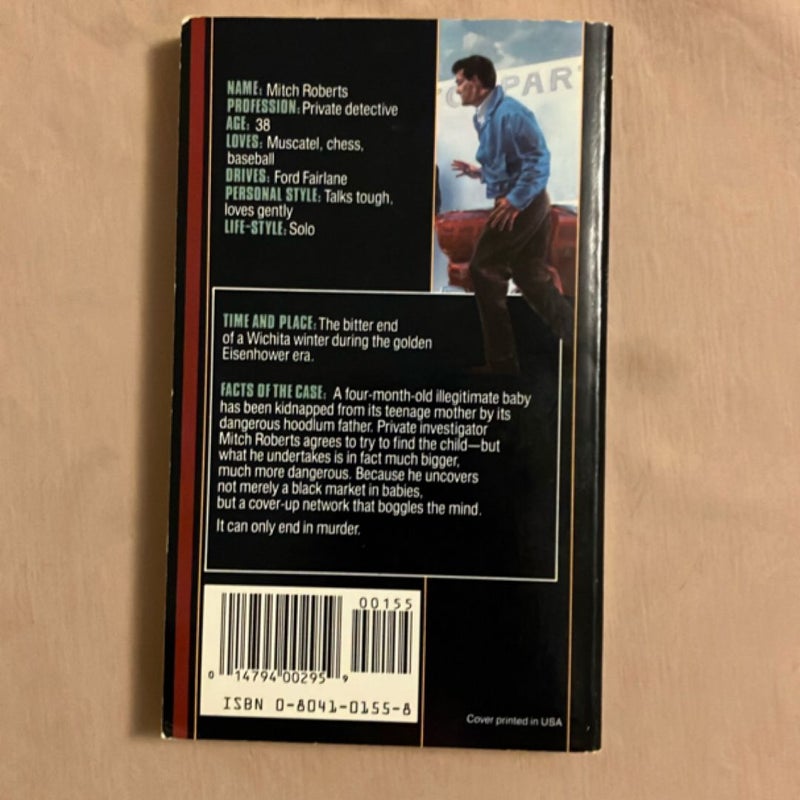 NAME: Mitch Roberts
PROFESSION: Private detective
AGE: 38
LOVES: Muscatel, chess,
baseball
DRIVES: Ford Fairlane
PERSONAL STYLE: Talks tough,
loves gently
LIFE-STYLE: Solo
PAR
TIME AND PLACE: The bitter end
of a Wichita winter during the golden
Eisenhower era.
FACTS OF THE CASE: A four-month-old illegitimate baby
has been kidnapped from its teenage mother by its
dangerous hoodlum father. Private investigator
Mitch Roberts agrees to try to find the child—but
what he undertakes is in fact much bigger,
much more dangerous. Because he uncovers
not merely a black market in babies,
but a cover-up network that boggles the mind.
It can only end in murder.
00155
0 14794 00295 9
ISBN 0-8041-0155-8
Cover printed in USA